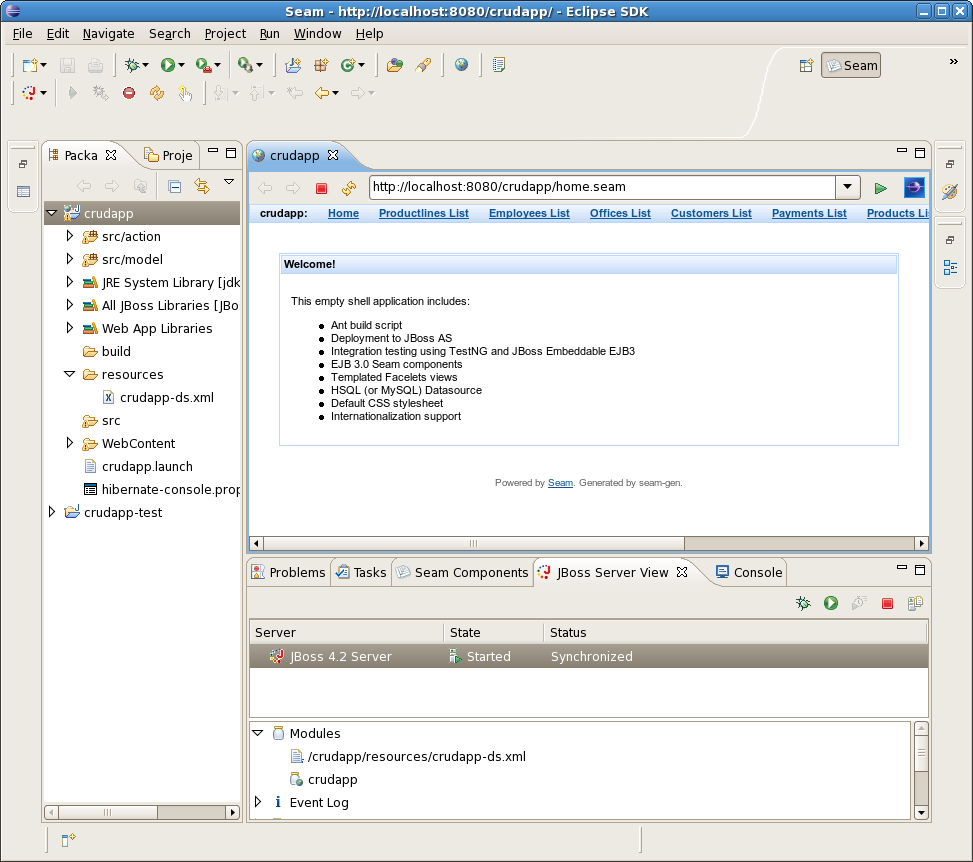 Seam - http://localhost:8080/crudapp/ - Eclipse SDK
File Edit Navigate Search Project Run Window Help
Seam
Packa
Proje
crudapp
src/action
src/model
JRE System Library [jdk
All JBoss Libraries [JBo
Web App Libraries
build
resources
crudapp-ds.xml
src
WebContent
crudapp.launch
hibernate-console.prop
crudapp-test
crudapp
http://localhost:8080/crudapp/home.seam
crudapp: Home Productlines List Employees List Offices List Customers List Payments List Products Li
Welcome!
This empty shell application includes:
Ant build script
Deployment to JBoss AS
Integration testing using TestNG and JBoss Embeddable EJB3
EJB 3.0 Seam components
Templated Facelets views
HSQL (or MySQL) Datasource
Default CSS stylesheet
Internationalization support
Powered by Seam. Generated by seam-gen.
Problems Tasks Seam Components JBoss Server View Console
Server State Status
JBoss 4.2 Server Started Synchronized
Modules
/crudapp/resources/crudapp-ds.xml
crudapp
Event Log